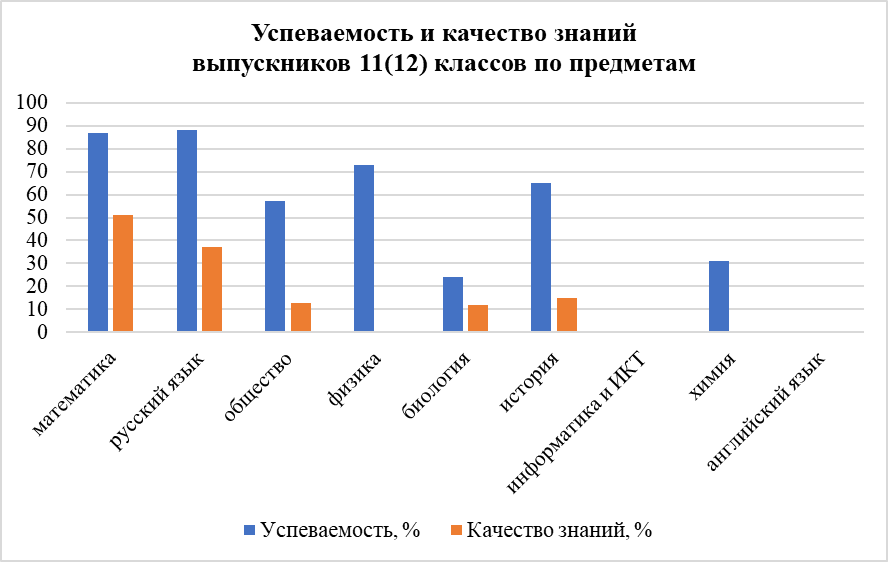 Успеваемость и качество знаний
выпускников 11(12) классов по предметам
100
90
80
70
60
50
40
30
20
10
0
математика
русский язык
общество
физика
биология
история
информатика и ИКТ
химия
английский язык
Успеваемость, %
Качество знаний, %